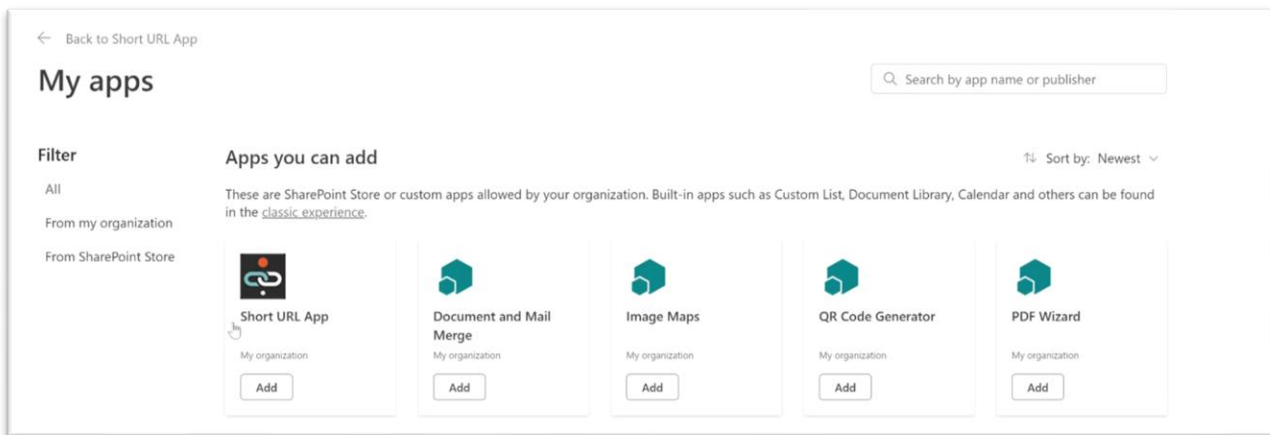 Back to Short URL App
My apps
Search by app name or publisher
Filter
All
From my organization
From SharePoint Store
Apps you can add
Sort by: Newest
These are SharePoint Store or custom apps allowed by your organization. Built-in apps such as Custom List, Document Library, Calendar and others can be found
in the classic experience.
Short URL App
My organization
Add
Document and Mail
Merge
My organization
Add
Image Maps
My organization
Add
QR Code Generator
My organization
Add
PDF Wizard
My organization
Add